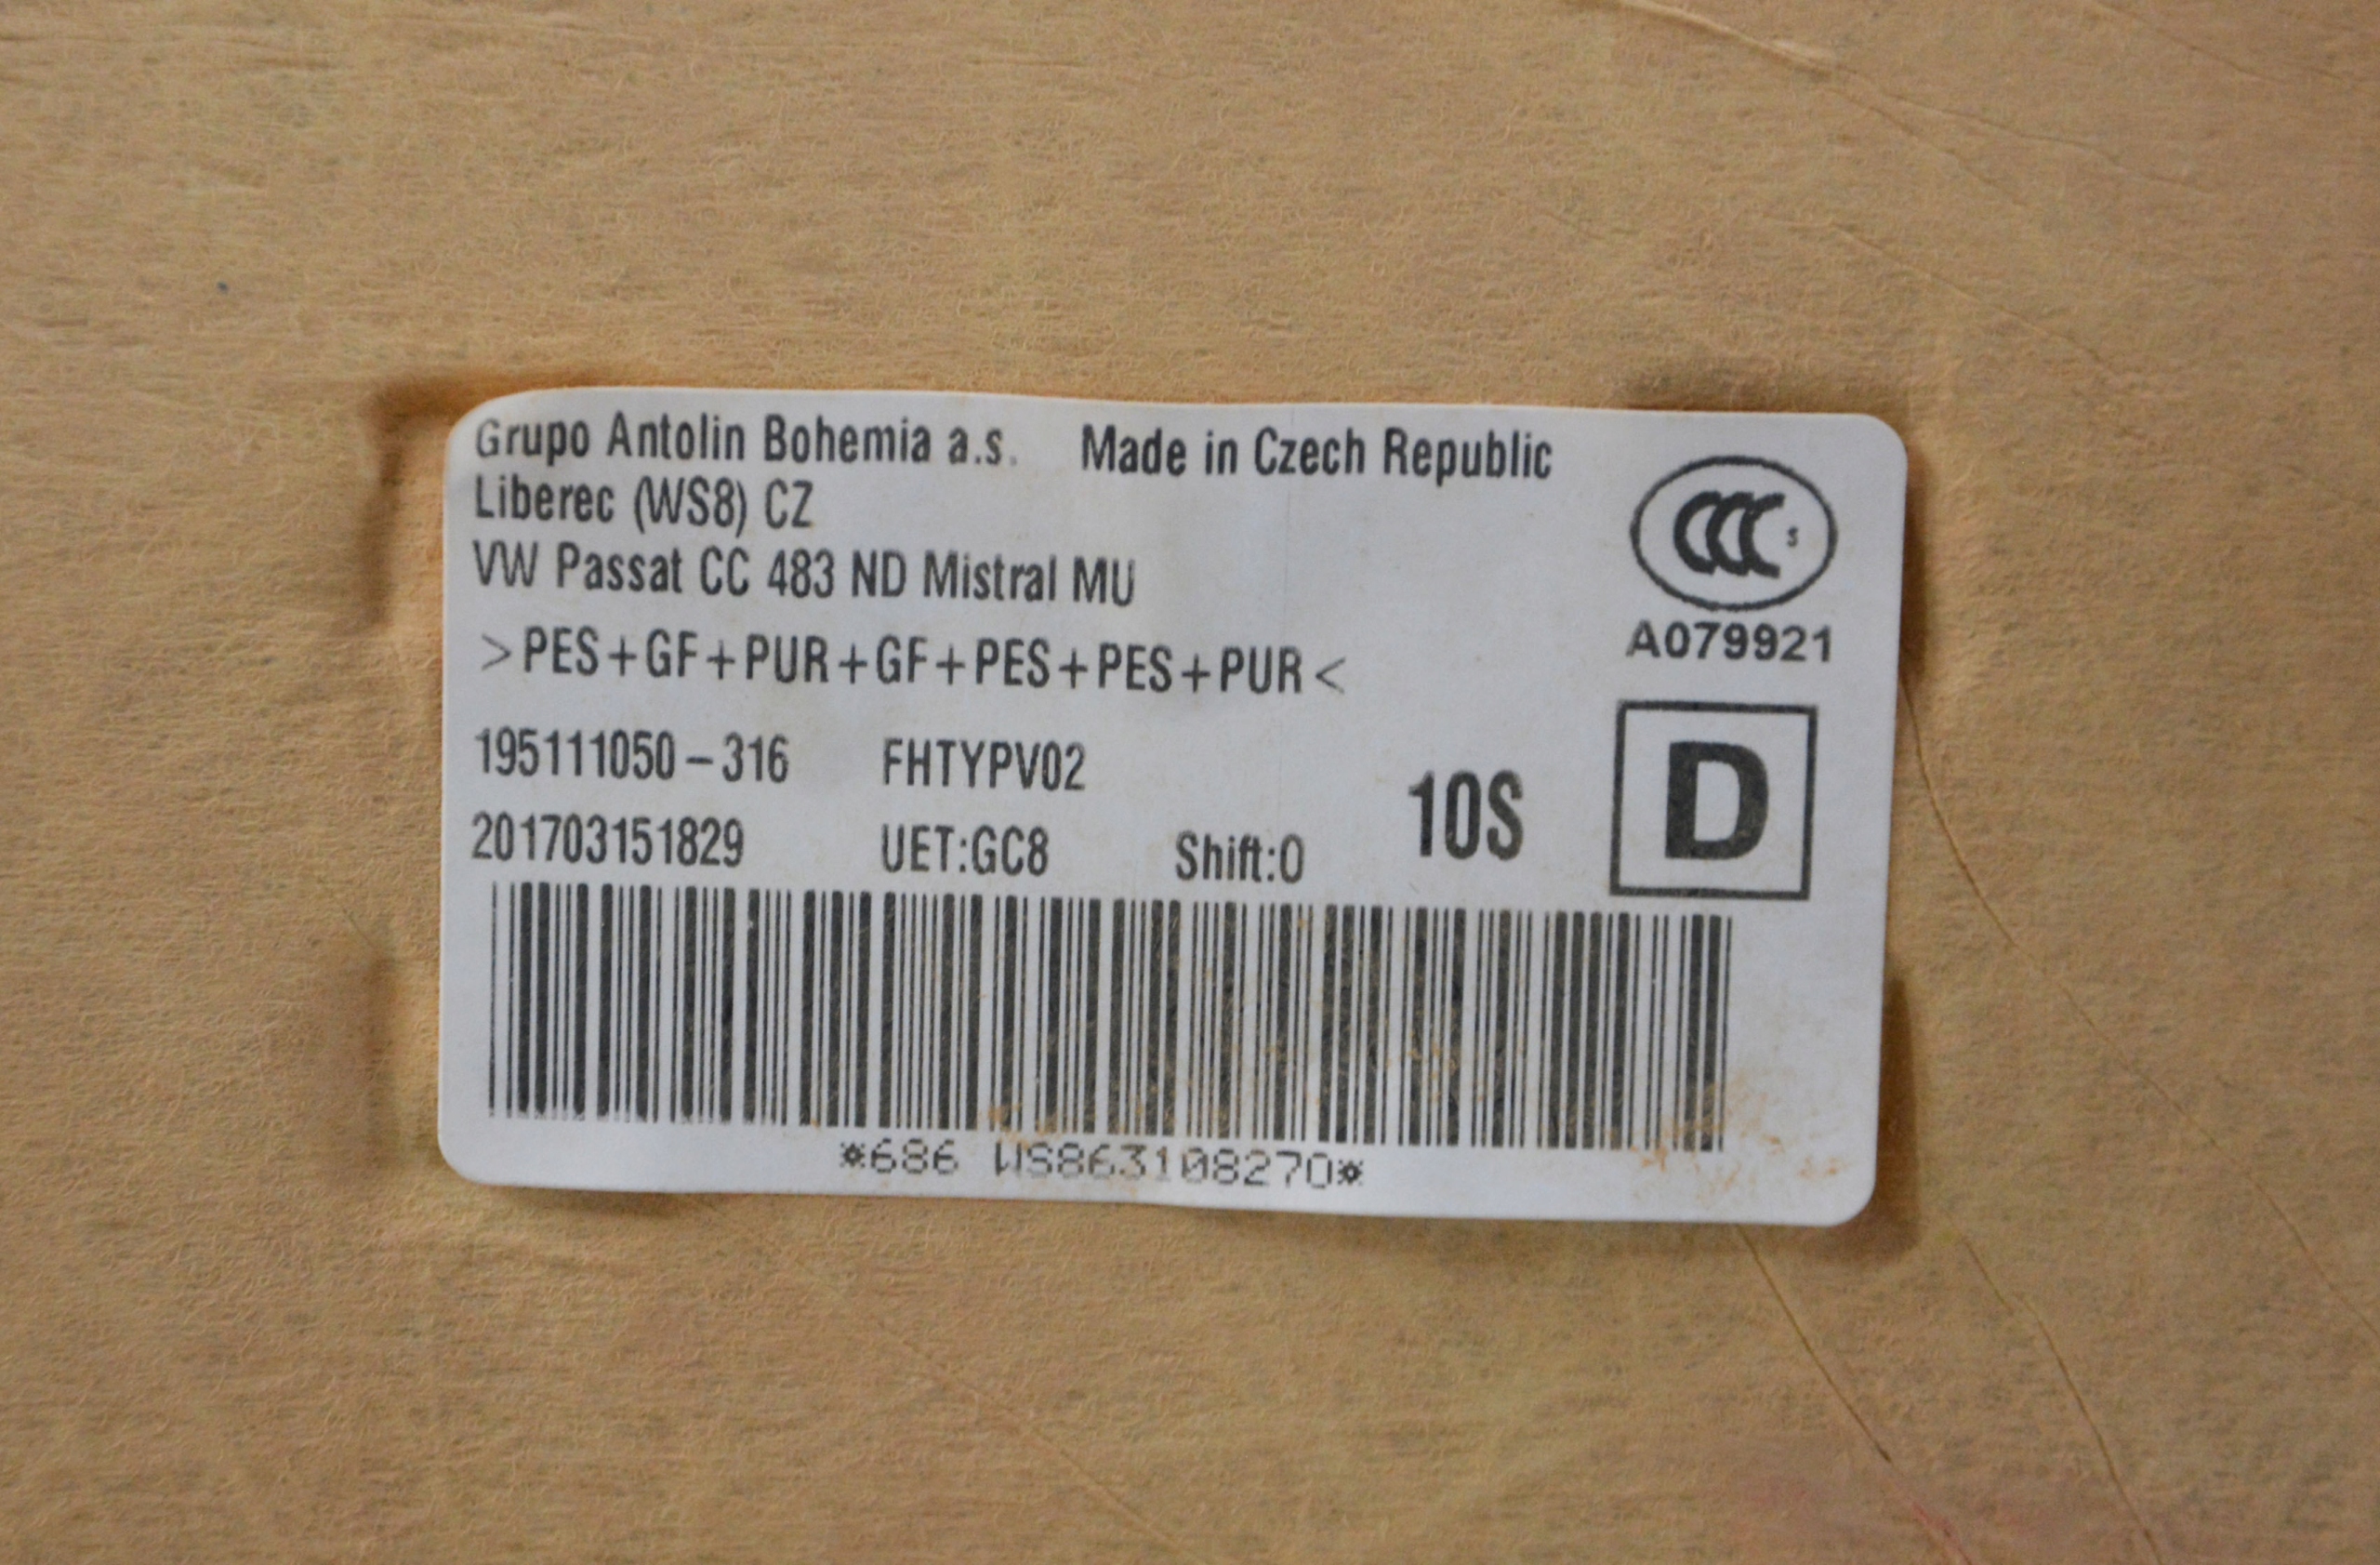 Grupo Antolin Bohemia a.s. Made in Czech Republic
Liberec (WS8) CZ
VW Passat CC 483 ND Mistral MU
CCC S
A079921
>PES+GF+PUR+GF+PES+PES+PUR<
195111050-316 FHTYPV02
10S
D
201703151829 UET:GC8 Shift:O
*686 WS863108270*